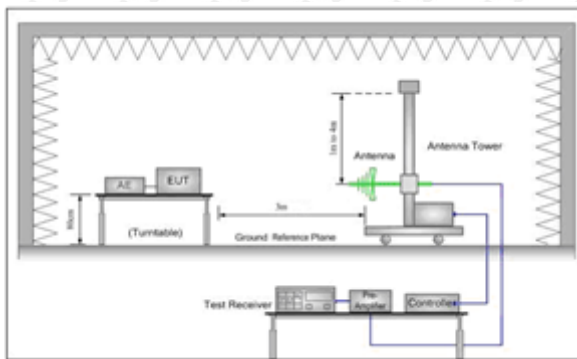 1m to 4m
Antenna
Antenna Tower
AE
EUT
80cm
(Turntable)
3m
Ground Reference Plane
Test Receiver
Pre-
Amplifier
Controller